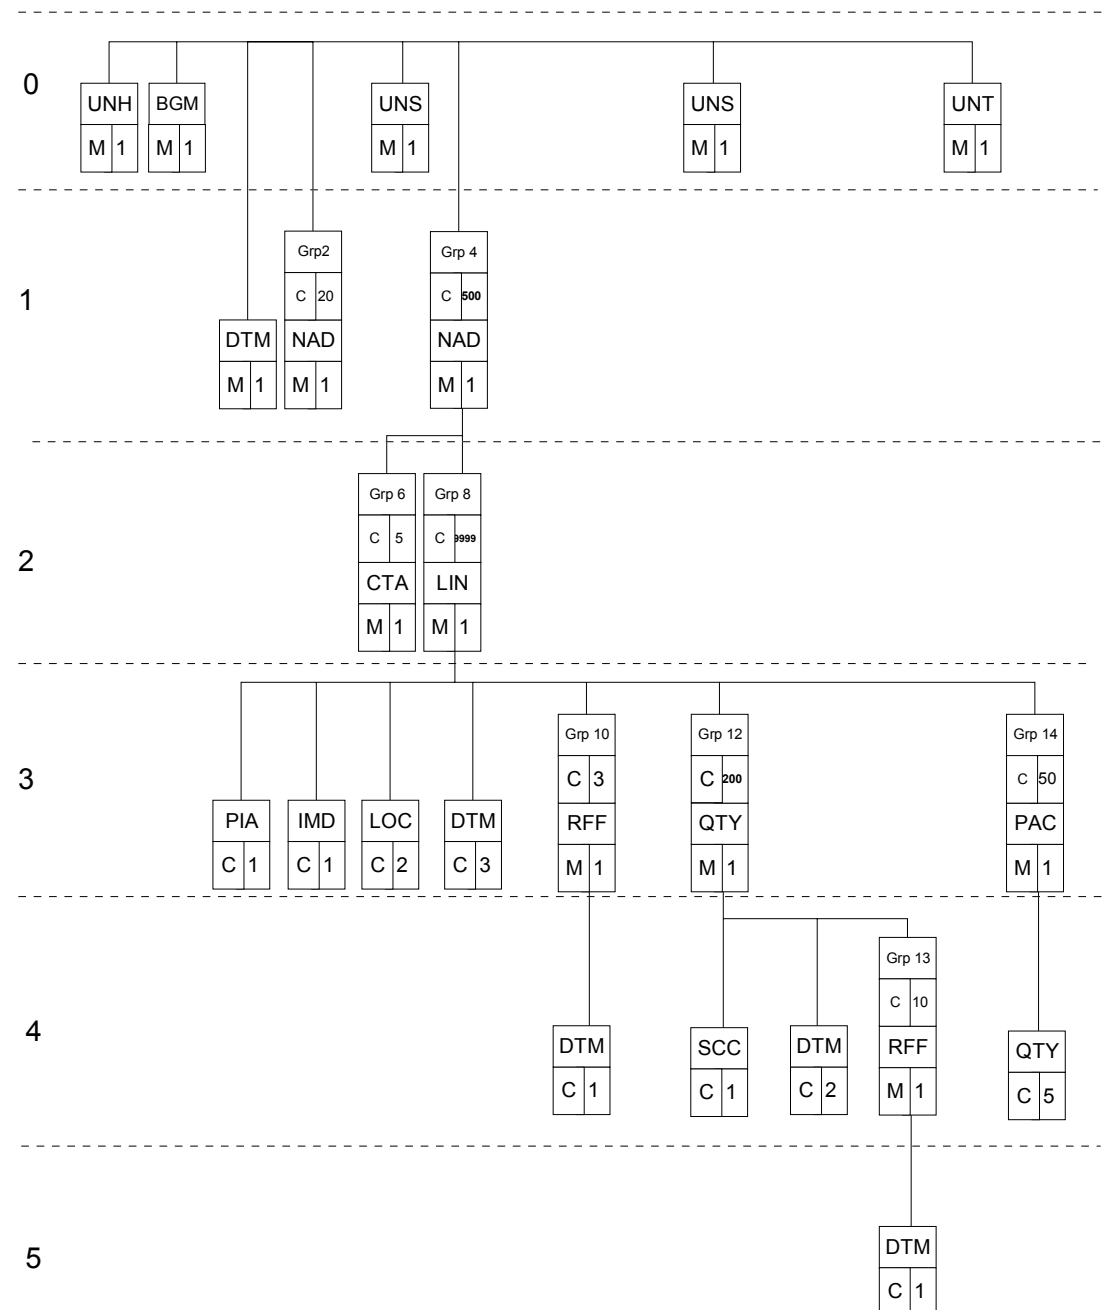 0
UNH BGM UNS UNS UNT
M 1 M 1 M 1 M 1 M 1
Grp2 Grp 4
1
C 20 C 500
DTM NAD NAD
M 1 M 1 M 1
Grp 6 Grp 8
C 5 C 9999
2
CTA LIN
M 1 M 1
Grp 10 Grp 12 Grp 14
3
C 3 C 200 C 50
PIA IMD LOC DTM RFF QTY PAC
C 1 C 1 C 2 C 3 M 1 M 1 M 1
Grp 13
C 10
4
DTM SCC DTM RFF QTY
C 1 C 1 C 2 M 1 C 5
DTM
5
C 1